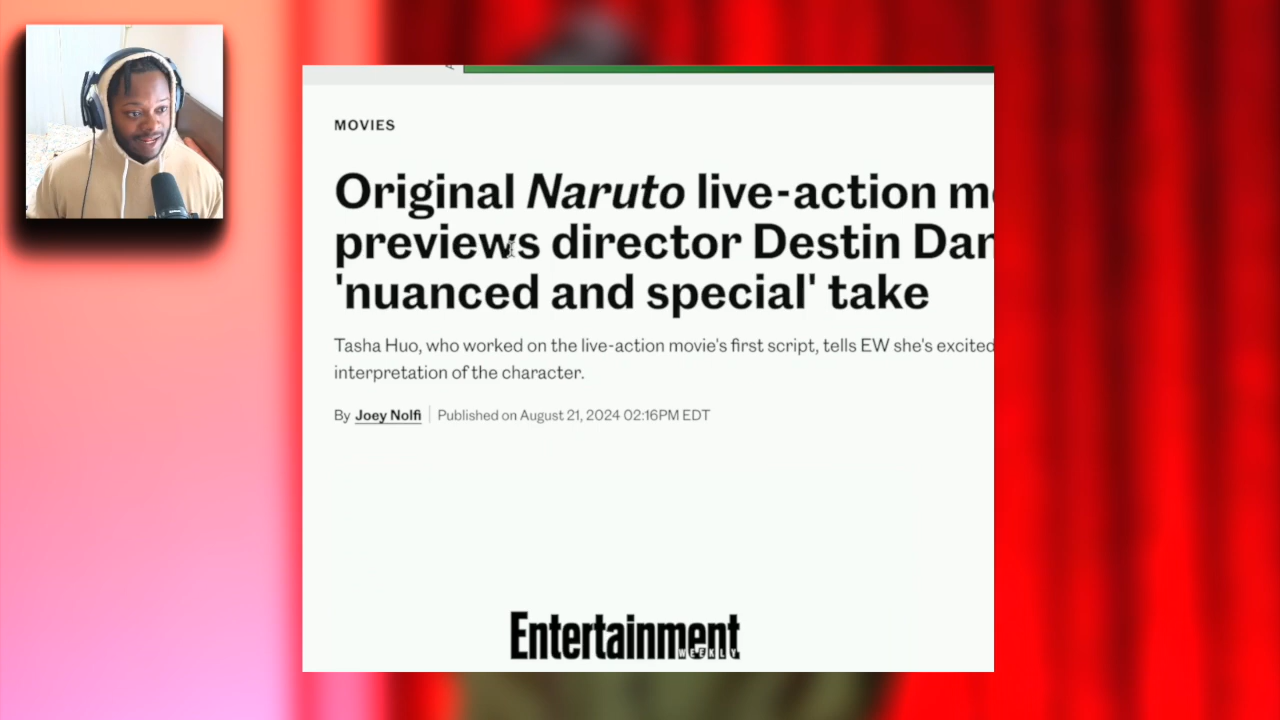 MOVIES
Original Naruto live-action m
previews director Destin Dan
'nuanced and special' take
Tasha Huo, who worked on the live-action movie's first script, tells EW she's excited
interpretation of the character.
By Joey Nolfi | Published on August 21, 2024 02:16PM EDT
Entertainment
WEEKLY